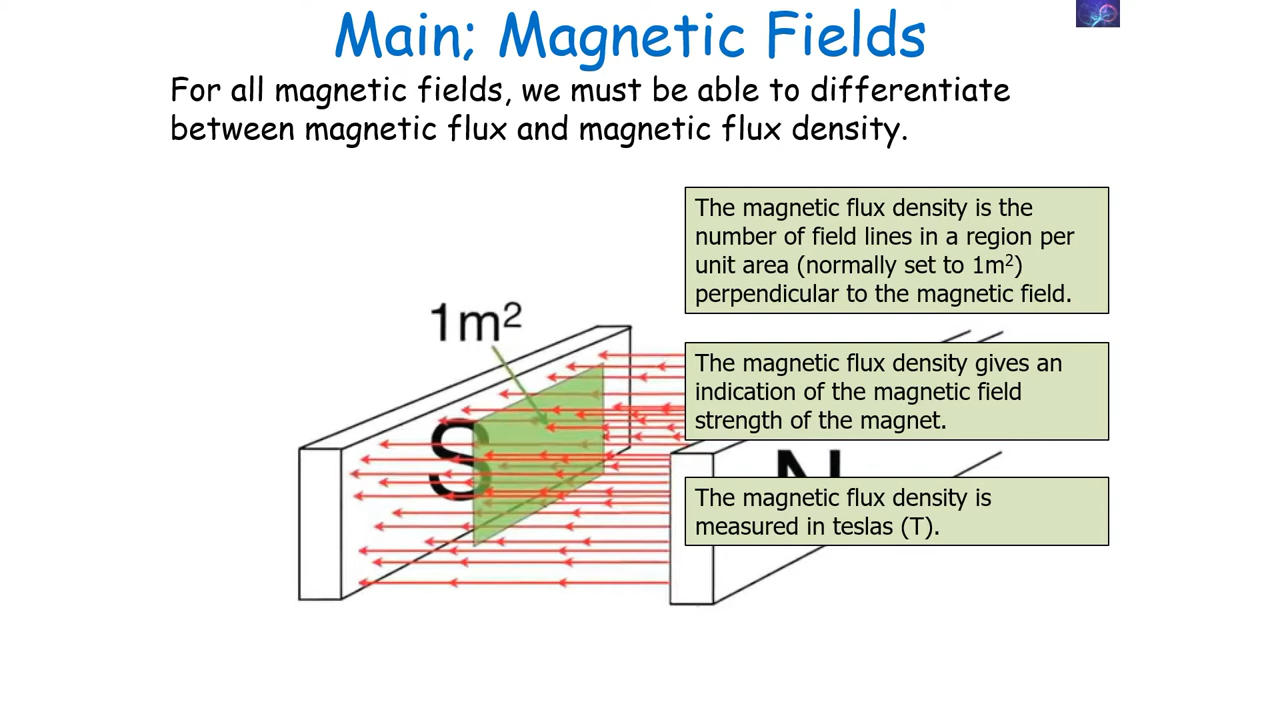 Main; Magnetic Fields
For all magnetic fields, we must be able to differentiate
between magnetic flux and magnetic flux density.
The magnetic flux density is the
number of field lines in a region per
unit area (normally set to 1m²)
perpendicular to the magnetic field.
1m²
The magnetic flux density gives an
indication of the magnetic field
strength of the magnet.
S
N
The magnetic flux density is
measured in teslas (T).